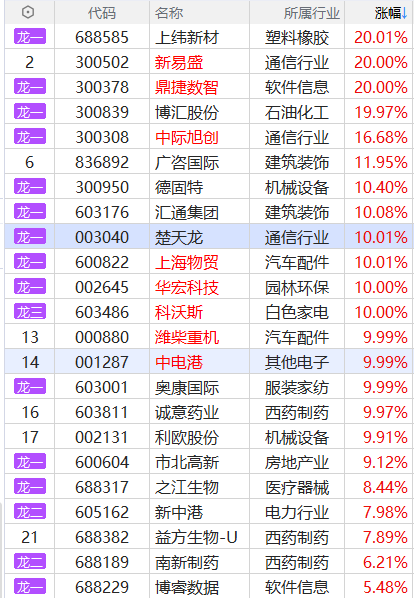 代码 名称 所属行业 涨幅↓
龙一 688585 上纬新材 塑料橡胶 20.01%
2 300502 新易盛 通信行业 20.00%
龙一 300378 鼎捷数智 软件信息 20.00%
龙一 300839 博汇股份 石油化工 19.97%
龙一 300308 中际旭创 通信行业 16.68%
6 836892 广咨国际 建筑装饰 11.95%
龙一 300950 德固特 机械设备 10.40%
龙一 603176 汇通集团 建筑装饰 10.08%
龙一 003040 楚天龙 通信行业 10.01%
龙一 600822 上海物贸 汽车配件 10.01%
龙一 002645 华宏科技 园林环保 10.00%
龙三 603486 科沃斯 白色家电 10.00%
13 000880 潍柴重机 汽车配件 9.99%
14 001287 中电港 其他电子 9.99%
龙一 603001 奥康国际 服装家纺 9.99%
16 603811 诚意药业 西药制药 9.97%
17 002131 利欧股份 机械设备 9.91%
龙一 600604 市北高新 房地产业 9.12%
龙一 688317 之江生物 医疗器械 8.44%
龙二 605162 新中港 电力行业 7.98%
21 688382 益方生物-U 西药制药 7.89%
龙二 688189 南新制药 西药制药 6.21%
龙一 688229 博睿数据 软件信息 5.48%